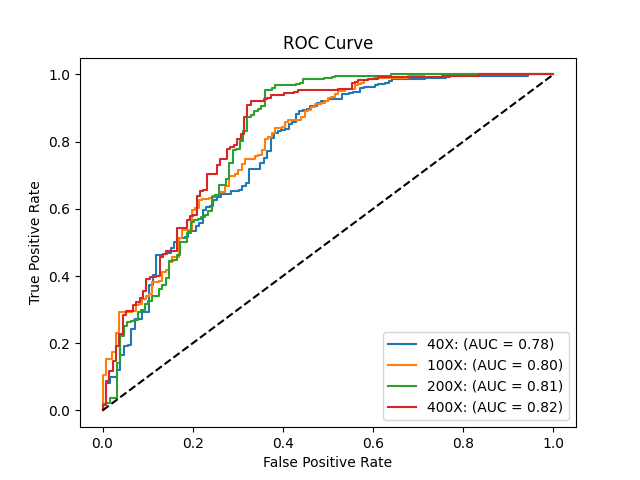 ROC Curve
True Positive Rate
1.0
0.8
0.6
0.4
0.2
0.0
40X: (AUC = 0.78)
100X: (AUC = 0.80)
200X: (AUC = 0.81)
400X: (AUC = 0.82)
0.0 0.2 0.4 0.6 0.8 1.0
False Positive Rate